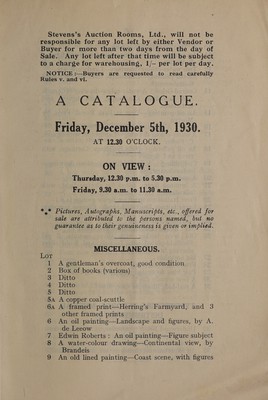 Stevens's Auction Rooms, Ltd., will not be
responsible for any lot left by either Vendor or
Buyer for more than two days from the day of
Sale. Any lot left after that time will be subject
to a charge for warehousing, 1/- per lot per day.
NOTICE:—Buyers are requested to read carefully
Rules v. and vi.
A CATALOGUE.
Friday, December 5th, 1930.
AT 12.30 O'CLOCK.
ON VIEW :
Thursday, 12.30 p.m. to 5.30 p.m.
Friday, 9.30 a.m. to 11.30 a.m.
*** Pictures, Autographs, Manuscripts, etc., offered for
sale are attributed to the persons named, but no
guarantee as to their genuineness is given or implied.
MISCELLANEOUS.
LOT
1 A gentleman's overcoat, good condition
2 Box of books (various)
3 Ditto
4 Ditto
5 Ditto
5A A copper coal-scuttle
6A A framed print—Herring's Farmyard, and 3
other framed prints
6 An oil painting—Landscape and figures, by A.
de Leeow
7 Edwin Roberts : An oil painting—Figure subject
8 A water-colour drawing—Continental view, by
Brandeis
9 An old lined painting—Coast scene, with figures